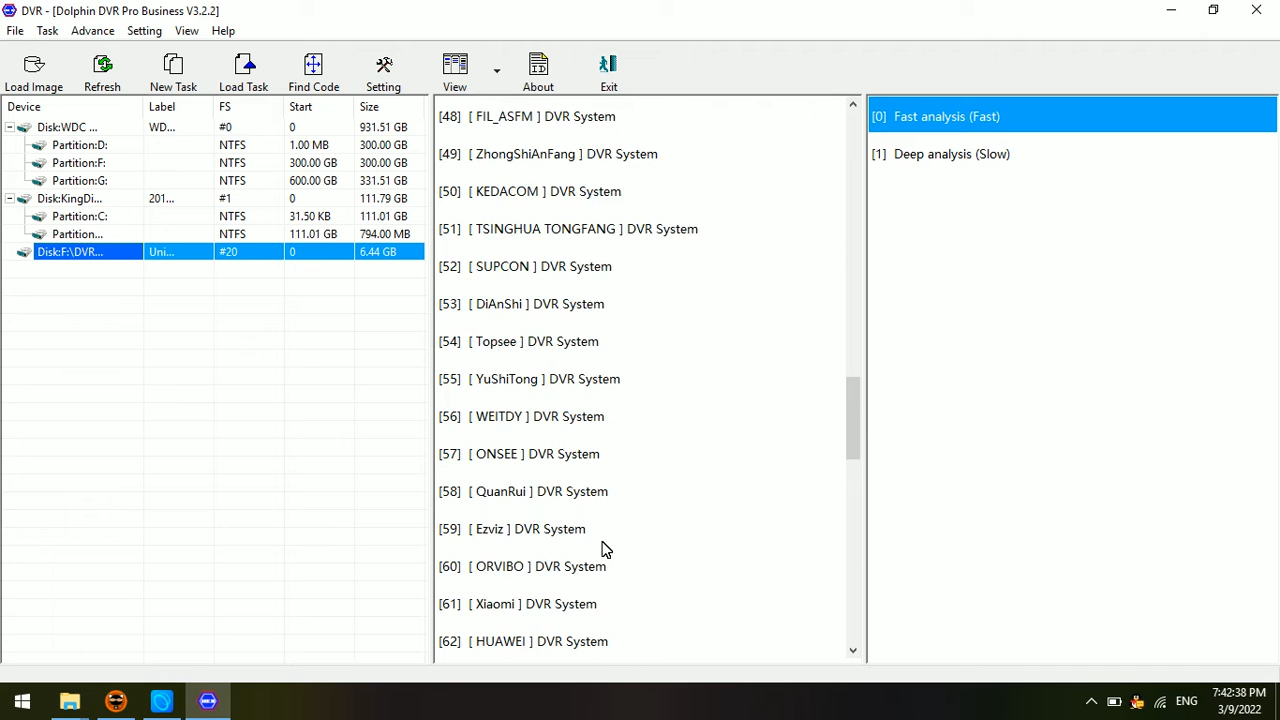 DVR - [Dolphin DVR Pro Business V3.2.2]
File Task Advance Setting View Help
Load Image Refresh New Task Load Task Find Code Setting View About Exit
Device Label FS Start Size
Disk:WDC ... WD... #0 0 931.51 GB
Partition:D: NTFS 1.00 MB 300.00 GB
Partition:F: NTFS 300.00 GB 300.00 GB
Partition:G: NTFS 600.00 GB 331.51 GB
Disk:KingDi... 201... #1 0 111.79 GB
Partition:C: NTFS 31.50 KB 111.01 GB
Partition... NTFS 111.01 GB 794.00 MB
Disk:F:\DVR... Uni... #20 0 6.44 GB
[48] [ FIL_ASFM ] DVR System
[49] [ ZhongShiAnFang ] DVR System
[50] [ KEDACOM ] DVR System
[51] [ TSINGHUA TONGFANG ] DVR System
[52] [ SUPCON ] DVR System
[53] [ DiAnShi ] DVR System
[54] [ Topsee ] DVR System
[55] [ YuShiTong ] DVR System
[56] [ WEITDY ] DVR System
[57] [ ONSEE ] DVR System
[58] [ QuanRui ] DVR System
[59] [ Ezviz ] DVR System
[60] [ ORVIBO ] DVR System
[61] [ Xiaomi ] DVR System
[62] [ HUAWEI ] DVR System
[0] Fast analysis (Fast)
[1] Deep analysis (Slow)
ENG
7:42:38 PM
3/9/2022